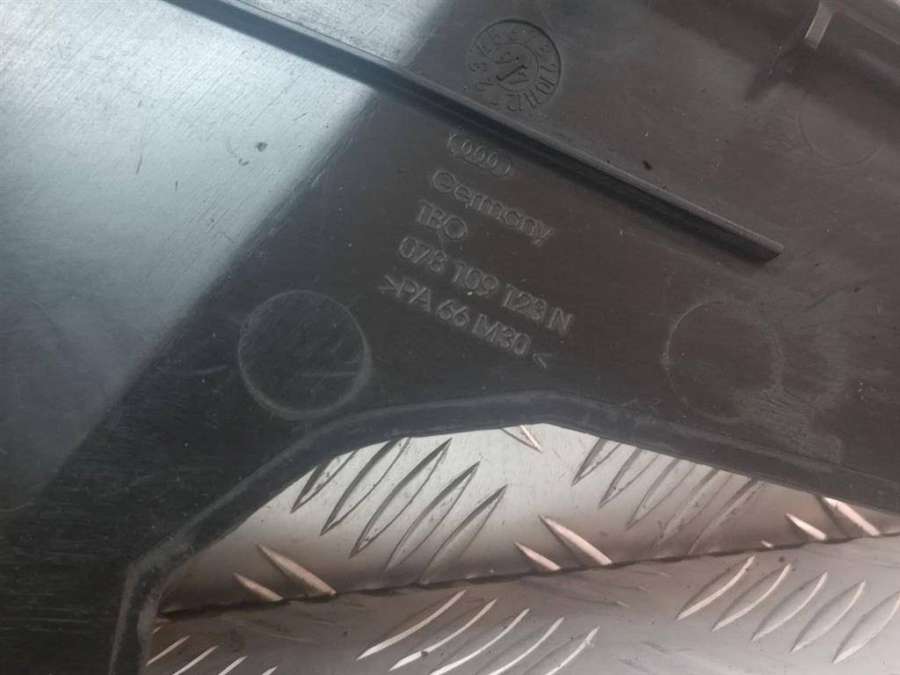 Germany
TBO
078 109 123 N
>PA 66 M30<